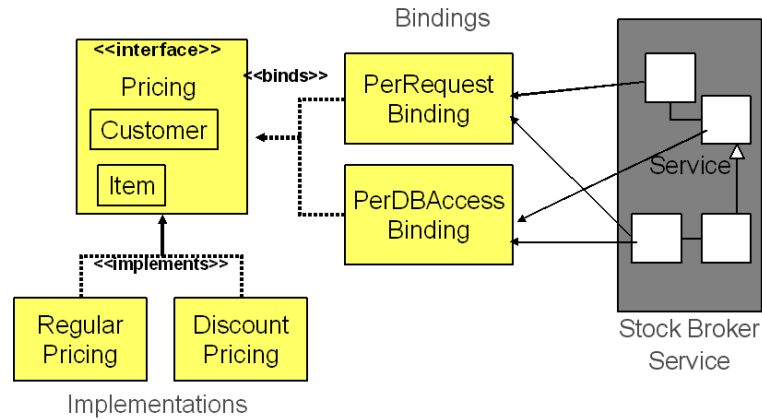 Bindings
<<interface>>
Pricing
Customer
Item
<<binds>>
PerRequest
Binding
PerDBAccess
Binding
Service
<<implements>>
Regular
Pricing
Discount
Pricing
Implementations
Stock Broker
Service